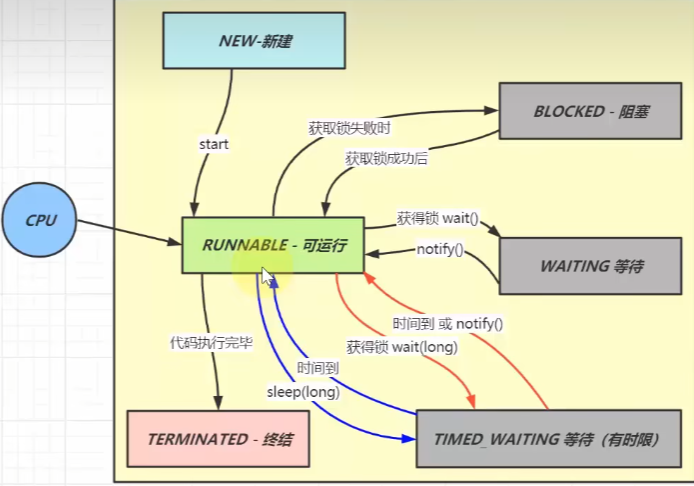 NEW-新建
BLOCKED - 阻塞
获取锁失败时
start
获取锁成功后
CPU
获得锁 wait()
RUNNABLE - 可运行
notify()
WAITING 等待
时间到 或 notify()
代码执行完毕
获得锁 wait(long)
时间到
sleep(long)
TERMINATED - 终结
TIMED_WAITING 等待（有时限）